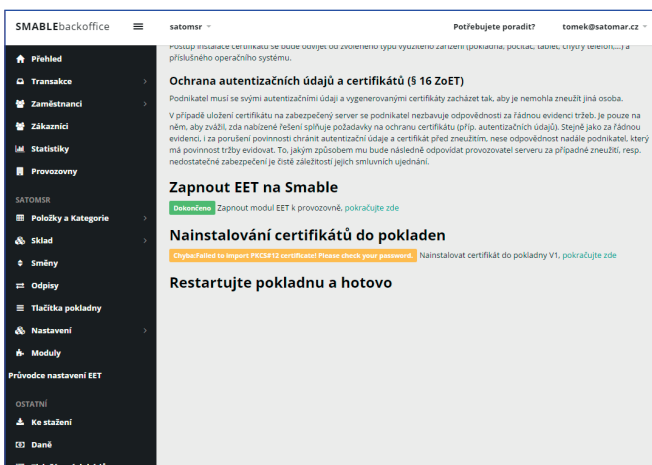 SMABLEbackoffice
satomsr
Potřebujete poradit?
tomek@satomar.cz
Přehled
Transakce
Zaměstnanci
Zákazníci
Statistiky
Provozovny
SATOMSR
Položky a Kategorie
Sklad
Směny
Odpisy
Tlačítka pokladny
Nastavení
Moduly
Průvodce nastavení EET
OSTATNÍ
Ke stažení
Daně
Postup instalace certifikátu se bude odvíjet od zvoleného typu využitého zařízení (pokladna, počítač, tablet, chytrý telefon,...) a
příslušného operačního systému.
Ochrana autentizačních údajů a certifikátů (§ 16 ZoET)
Podnikatel musí se svými autentizačními údaji a vygenerovanými certifikáty zacházet tak, aby je nemohla zneužít jiná osoba.
V případě uložení certifikátu na zabezpečený server se podnikatel nezbavuje odpovědnosti za řádnou evidenci tržeb. Je pouze na
něm, aby zvážil, zda nabízené řešení splňuje požadavky na ochranu certifikátu (příp. autentizačních údajů). Stejně jako za řádnou
evidenci, i za porušení povinnosti chránit autentizační údaje a certifikát před zneužitím, nese odpovědnost nadále podnikatel, který
má povinnost tržby evidovat. To, jakým způsobem mu bude následně odpovídat provozovatel serveru za případné zneužití, resp.
nedostatečné zabezpečení je čistě záležitostí jejich smluvních ujednání.
Zapnout EET na Smable
Dokončeno Zapnout modul EET k provozovně, pokračujte zde
Nainstalování certifikátů do pokladen
Chyba:Failed to import PKCS#12 certificate! Please check your password. Nainstalovat certifikát do pokladny V1, pokračujte zde
Restartujte pokladnu a hotovo